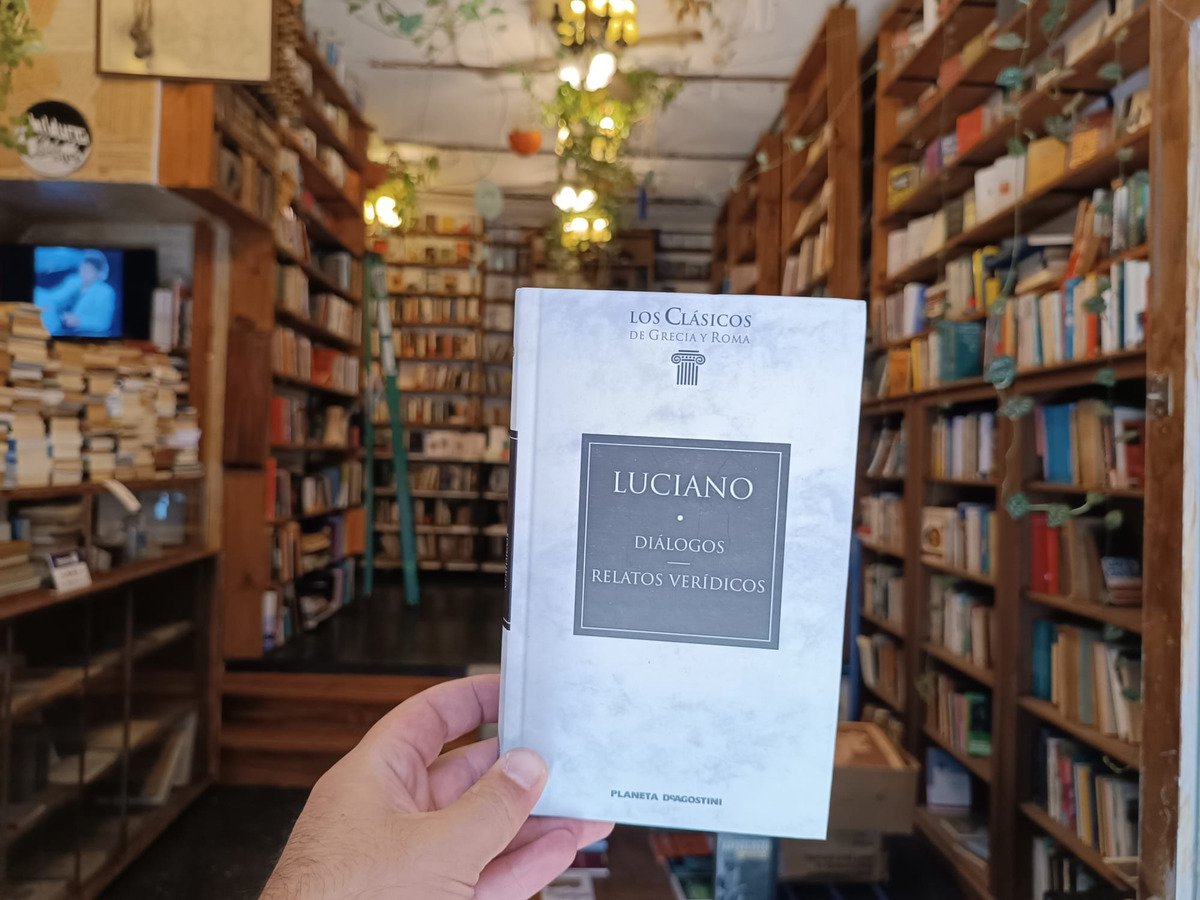 LOS CLÁSICOS
DE GRECIA Y ROMA
LUCIANO
DIÁLOGOS
RELATOS VERÍDICOS
PLANETA DEAGOSTINI